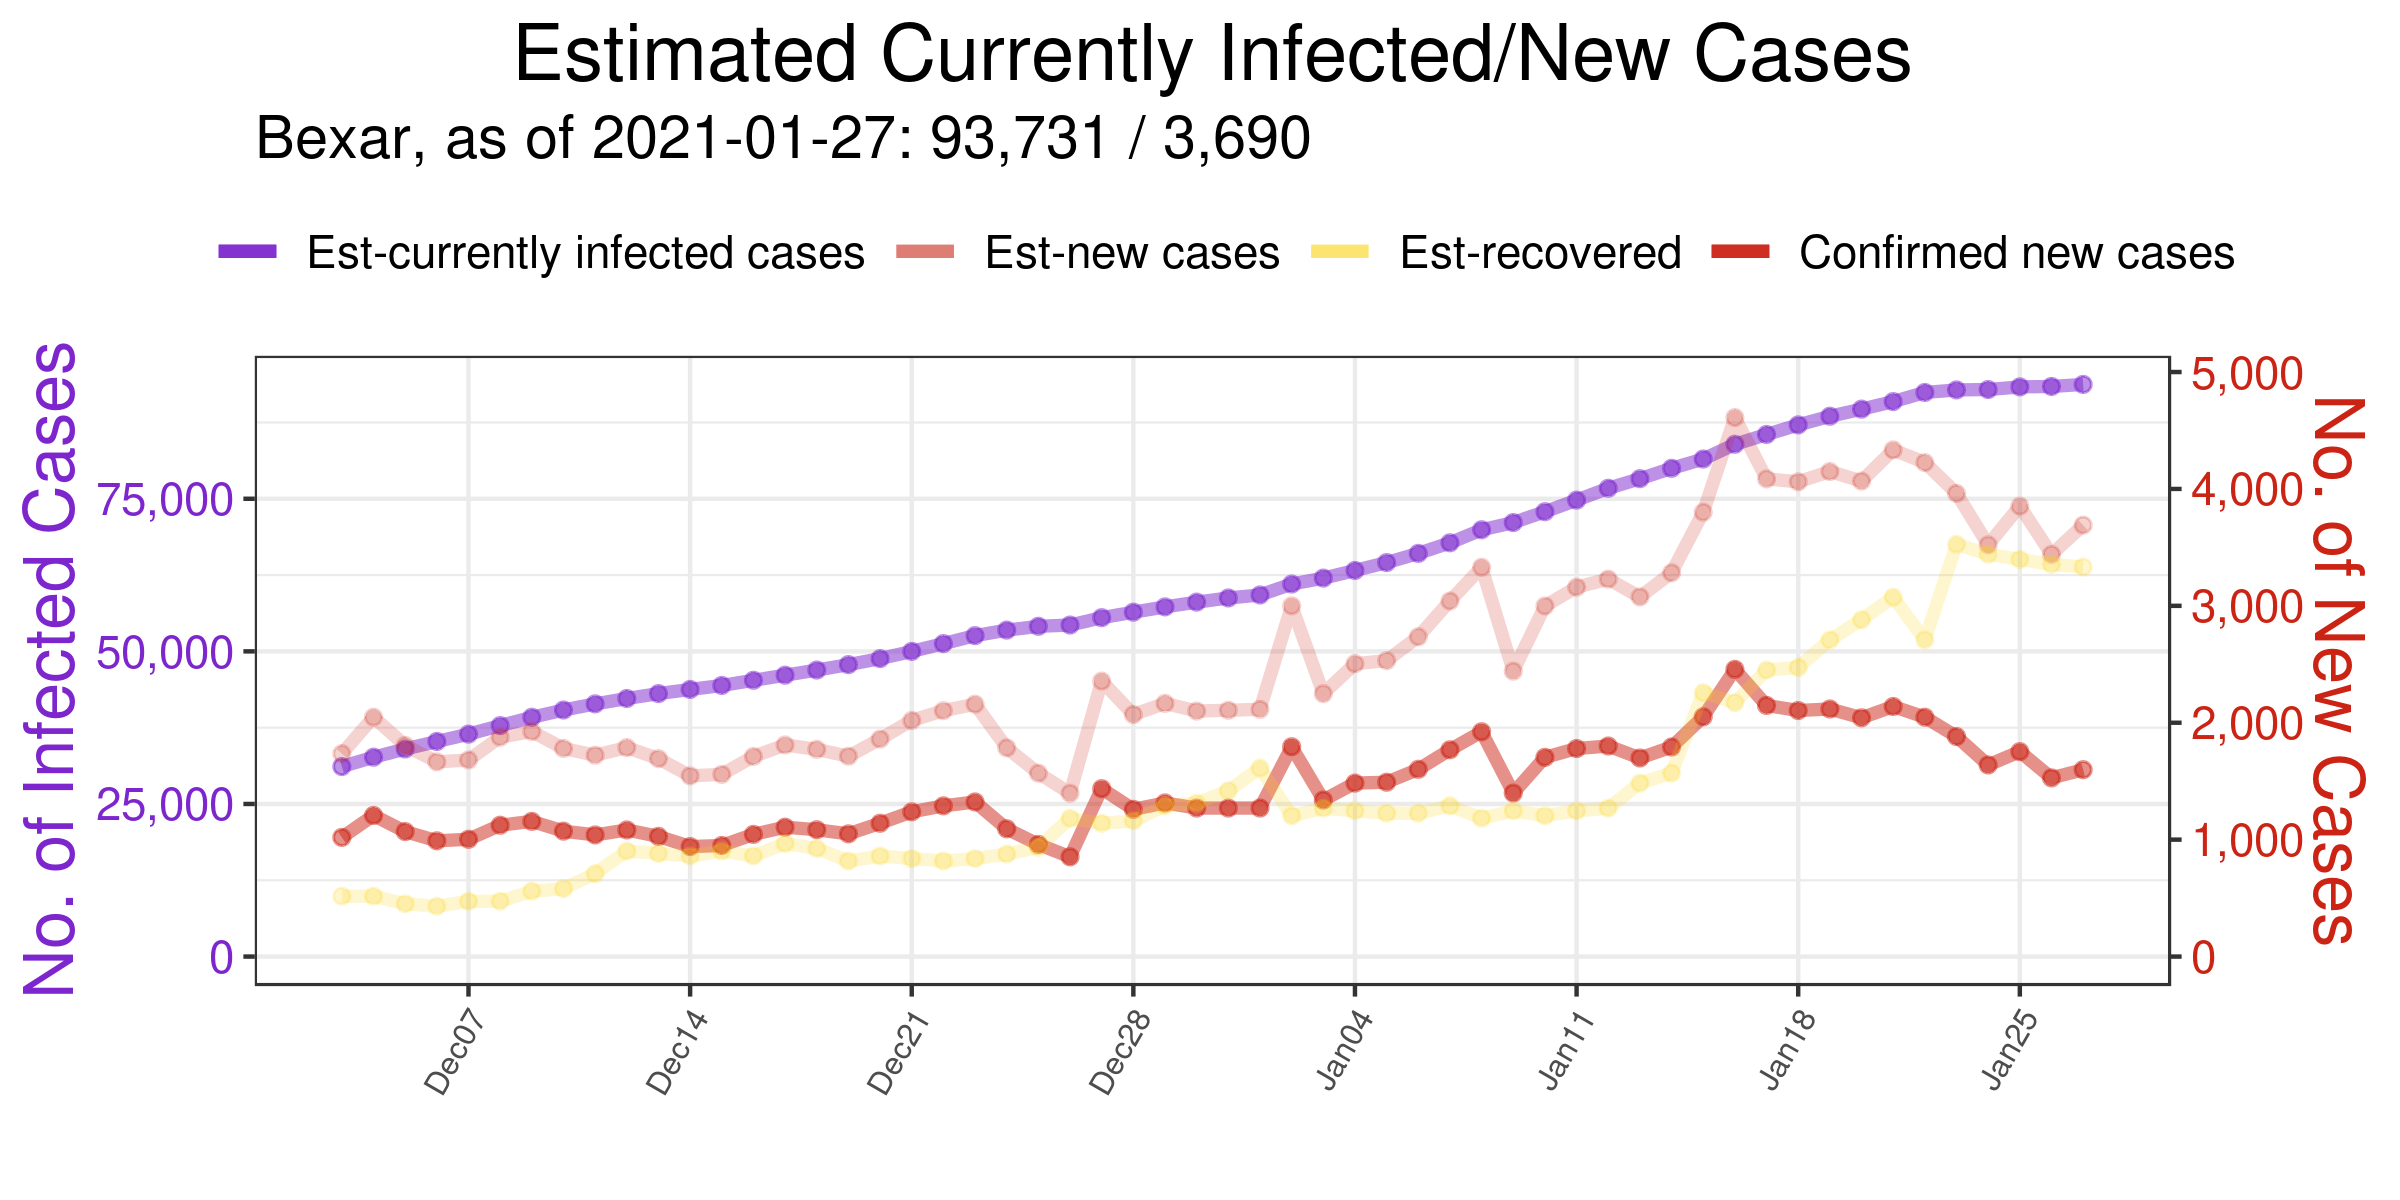 Estimated Currently Infected/New Cases
Bexar, as of 2021-01-27: 93,731 / 3,690
Est-currently infected cases Est-new cases Est-recovered Confirmed new cases
No. of Infected Cases
75,000
50,000
25,000
0
5,000
4,000
3,000
2,000
1,000
0
No. of New Cases
Dec07 Dec14 Dec21 Dec28 Jan04 Jan11 Jan18 Jan25